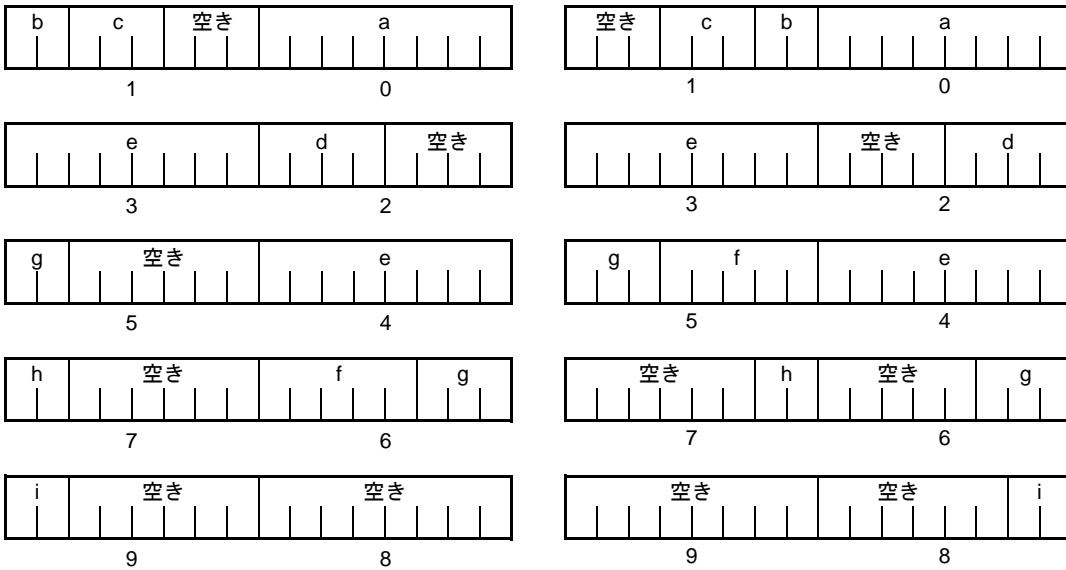 b c 空き a 空き c b a
1 0 1 0
e d 空き e 空き d
3 2 3 2
g 空き e g f e
5 4 5 4
h 空き f g 空き h 空き g
7 6 7 6
i 空き 空き 空き 空き i
9 8 9 8